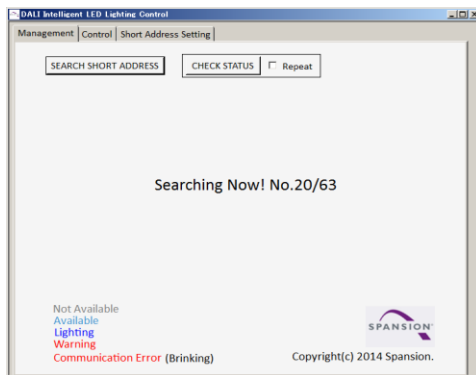 DALI Intelligent LED Lighting Control
Management Control Short Address Setting
SEARCH SHORT ADDRESS CHECK STATUS Repeat
Searching Now! No.20/63
Not Available
Available
Lighting
Warning
Communication Error (Brinking)
SPANSION
Copyright(c) 2014 Spansion.